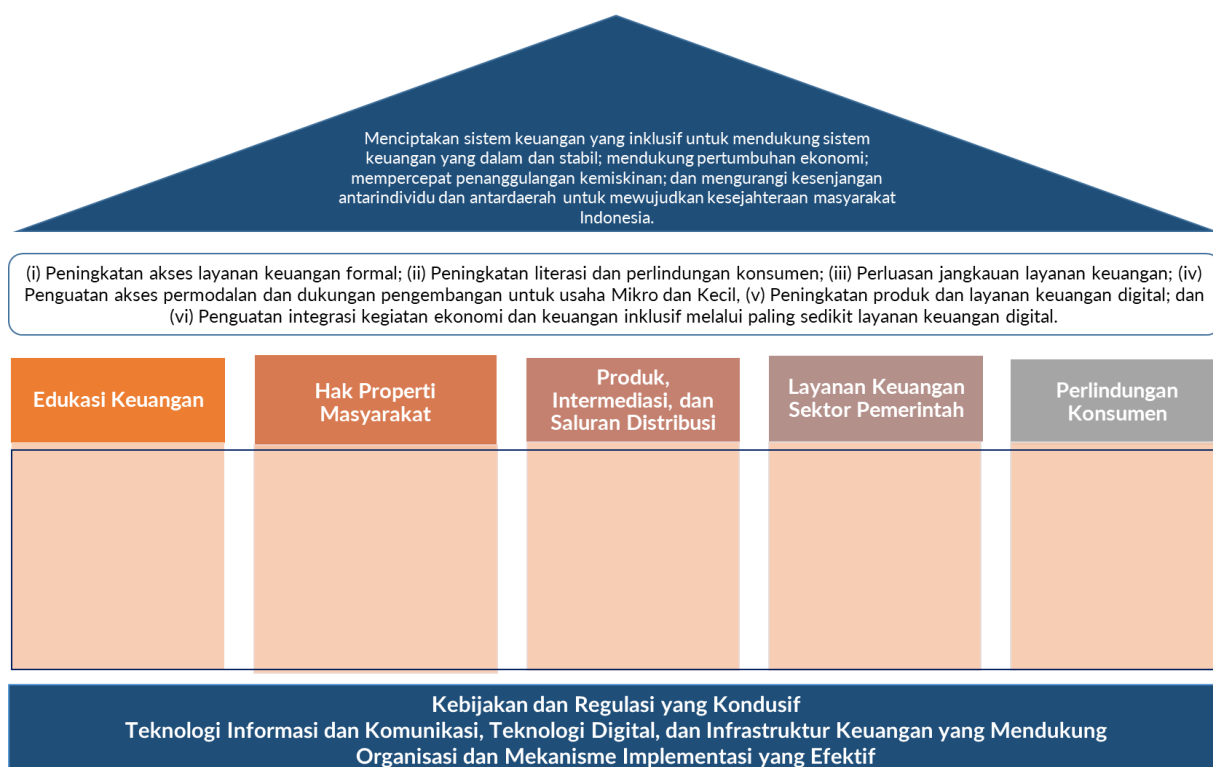 Menciptakan sistem keuangan yang inklusif untuk mendukung sistem
keuangan yang dalam dan stabil; mendukung pertumbuhan ekonomi;
mempercepat penanggulangan kemiskinan; dan mengurangi kesenjangan
antarindividu dan antardaerah untuk mewujudkan kesejahteraan masyarakat
Indonesia.
(i) Peningkatan akses layanan keuangan formal; (ii) Peningkatan literasi dan perlindungan konsumen; (iii) Perluasan jangkauan layanan keuangan; (iv)
Penguatan akses permodalan dan dukungan pengembangan untuk usaha Mikro dan Kecil, (v) Peningkatan produk dan layanan keuangan digital; dan
(vi) Penguatan integrasi kegiatan ekonomi dan keuangan inklusif melalui paling sedikit layanan keuangan digital.
Edukasi Keuangan
Hak Properti
Masyarakat
Produk,
Intermediasi, dan
Saluran Distribusi
Layanan Keuangan
Sektor Pemerintah
Perlindungan
Konsumen
Kebijakan dan Regulasi yang Kondusif
Teknologi Informasi dan Komunikasi, Teknologi Digital, dan Infrastruktur Keuangan yang Mendukung
Organisasi dan Mekanisme Implementasi yang Efektif